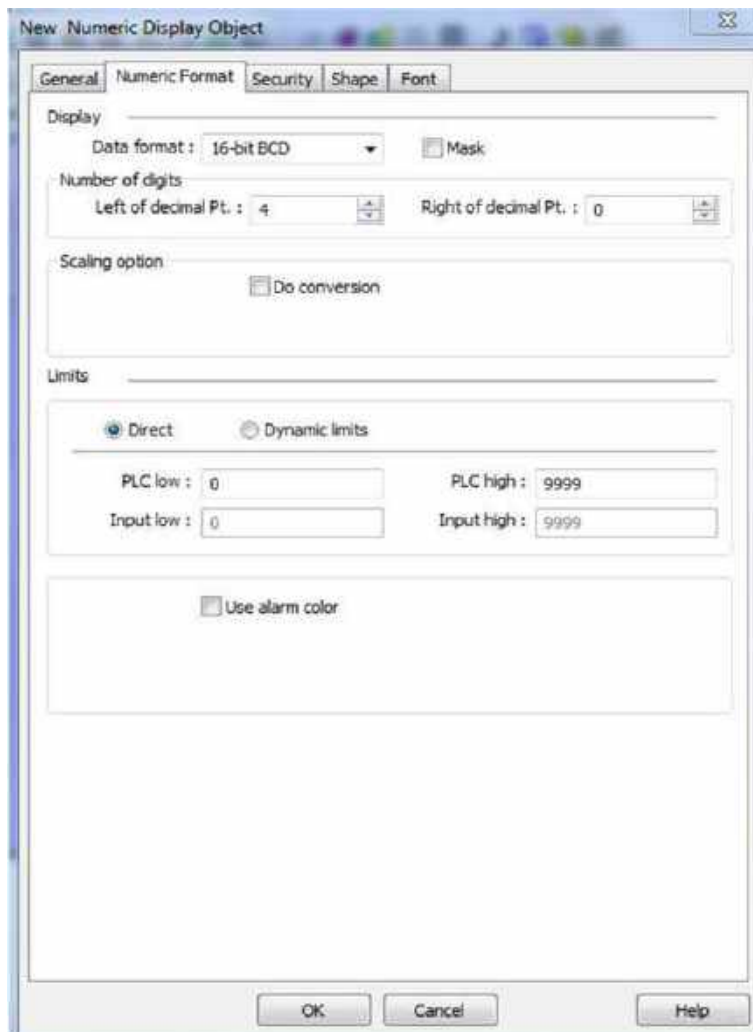 New Numeric Display Object
General Numeric Format Security Shape Font
Display
Data format : 16-bit BCD Mask
Number of digits
Left of decimal Pt. : 4 Right of decimal Pt. : 0
Scaling option
Do conversion
Limits
Direct Dynamic limits
PLC low : 0 PLC high : 9999
Input low : 0 Input high : 9999
Use alarm color
OK Cancel Help